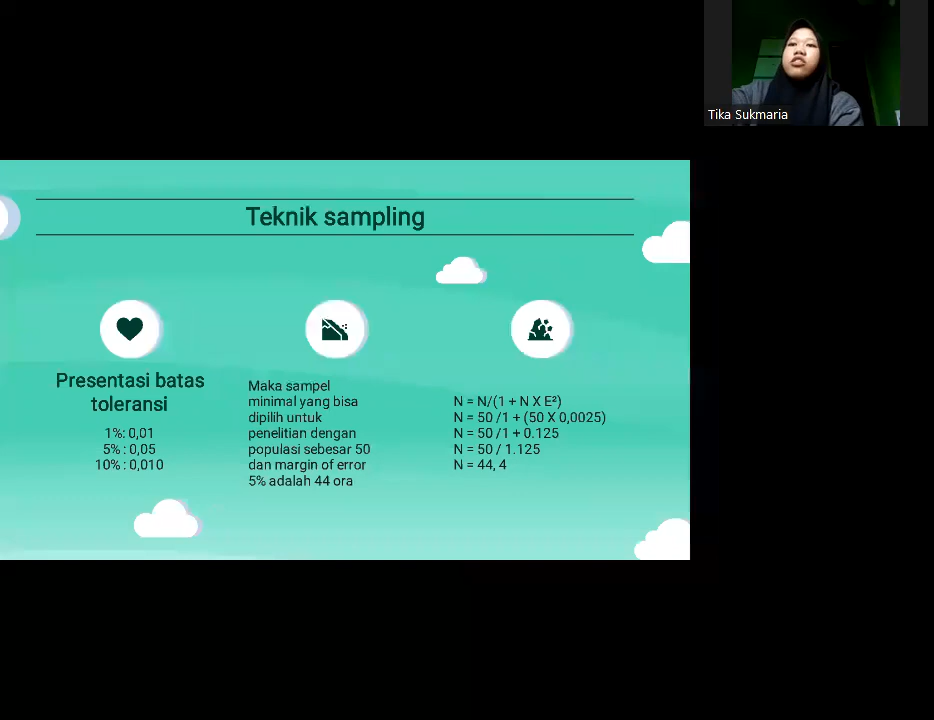 Tika Sukmaria
Teknik sampling
Presentasi batas
toleransi
1%: 0,01
5% : 0,05
10% : 0,010
Maka sampel
minimal yang bisa
dipilih untuk
penelitian dengan
populasi sebesar 50
dan margin of error
5% adalah 44 ora
N = N/(1 + N X E²)
N = 50 /1 + (50 X 0,0025)
N = 50 /1 + 0.125
N = 50 / 1.125
N = 44, 4